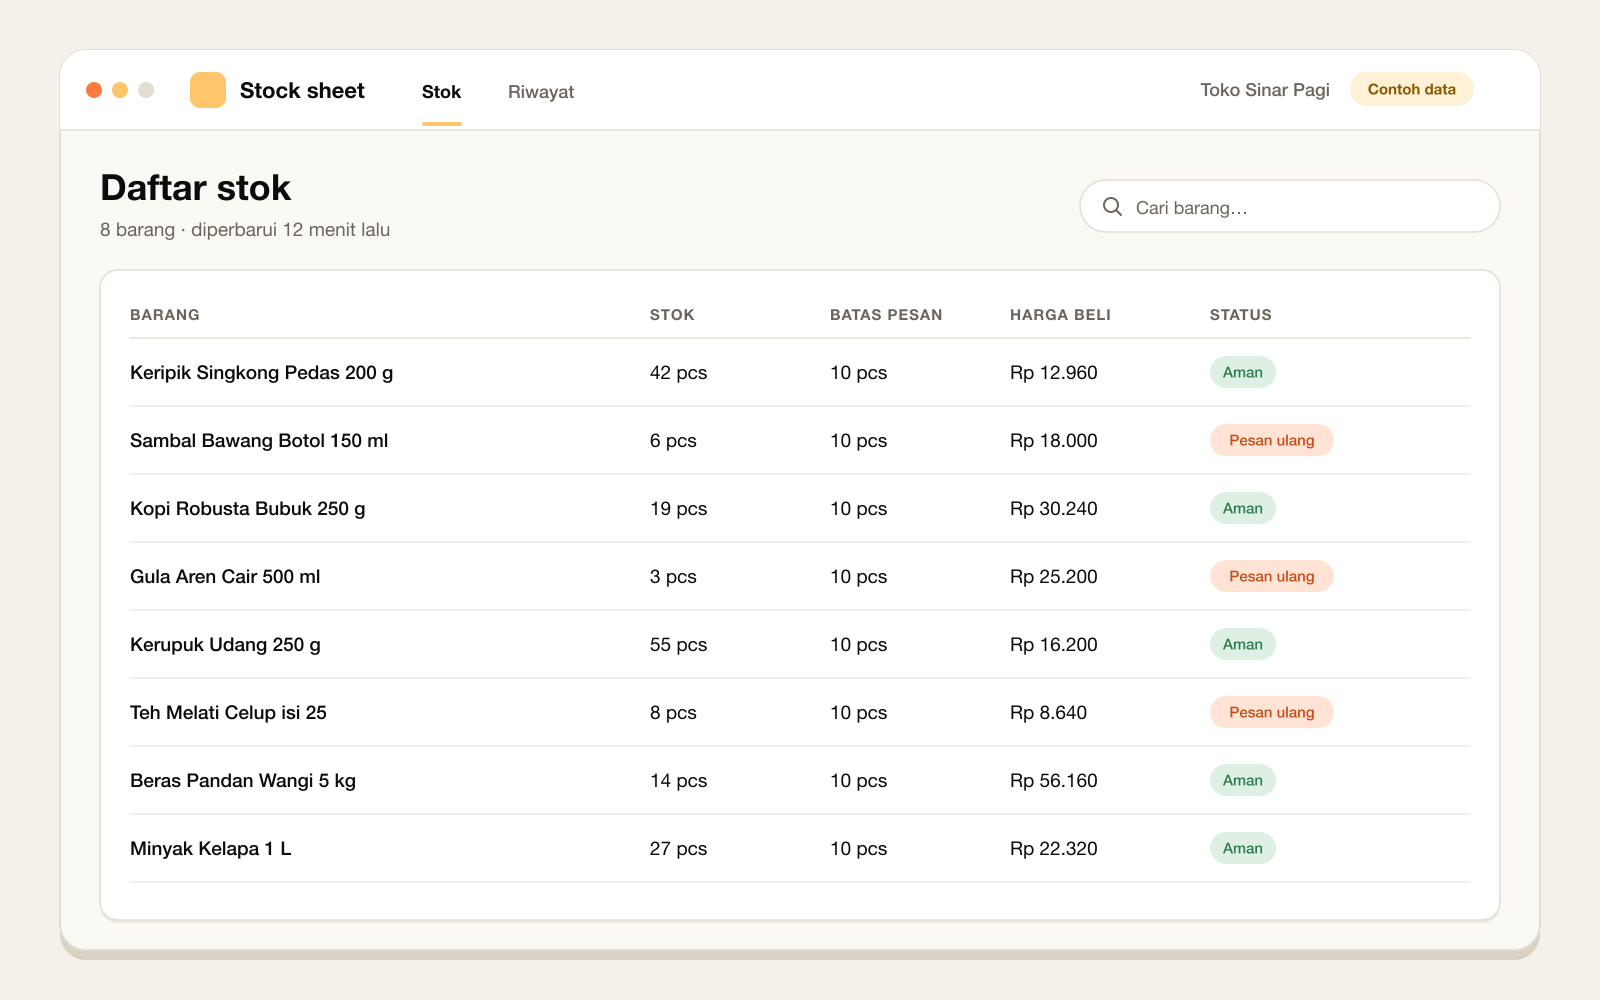 Stock sheet Stok Riwayat Toko Sinar Pagi Contoh data
Daftar stok
8 barang · diperbarui 12 menit lalu
Cari barang...
BARANG STOK BATAS PESAN HARGA BELI STATUS
Keripik Singkong Pedas 200 g 42 pcs 10 pcs Rp 12.960 Aman
Sambal Bawang Botol 150 ml 6 pcs 10 pcs Rp 18.000 Pesan ulang
Kopi Robusta Bubuk 250 g 19 pcs 10 pcs Rp 30.240 Aman
Gula Aren Cair 500 ml 3 pcs 10 pcs Rp 25.200 Pesan ulang
Kerupuk Udang 250 g 55 pcs 10 pcs Rp 16.200 Aman
Teh Melati Celup isi 25 8 pcs 10 pcs Rp 8.640 Pesan ulang
Beras Pandan Wangi 5 kg 14 pcs 10 pcs Rp 56.160 Aman
Minyak Kelapa 1 L 27 pcs 10 pcs Rp 22.320 Aman